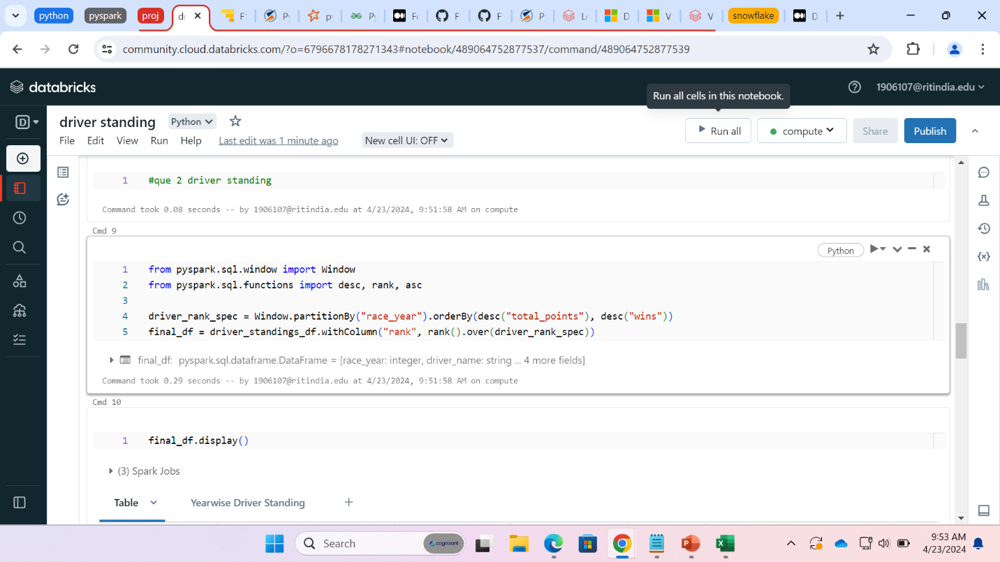 python
pyspark
proj
snowflake
community.cloud.databricks.com/?o=6796678178271343#notebook/489064752877537/command/489064752877539
databricks
Run all cells in this notebook.
1906107@ritindia.edu
D
driver standing
Python
Run all
compute
Share
Publish
File Edit View Run Help Last edit was 1 minute ago New cell UI: OFF
1 #que 2 driver standing
Command took 0.08 seconds -- by 1906107@ritindia.edu at 4/23/2024, 9:51:58 AM on compute
Cmd 9
Python
1 from pyspark.sql.window import Window
2 from pyspark.sql.functions import desc, rank, asc
3
4 driver_rank_spec = Window.partitionBy("race_year").orderBy(desc("total_points"), desc("wins"))
5 final_df = driver_standings_df.withColumn("rank", rank().over(driver_rank_spec))
final_df: pyspark.sql.dataframe.DataFrame = [race_year: integer, driver_name: string ... 4 more fields]
Command took 0.29 seconds -- by 1906107@ritindia.edu at 4/23/2024, 9:51:58 AM on compute
Cmd 10
1 final_df.display()
(3) Spark Jobs
Table Yearwise Driver Standing +
Search
cognizant
9:53 AM
4/23/2024